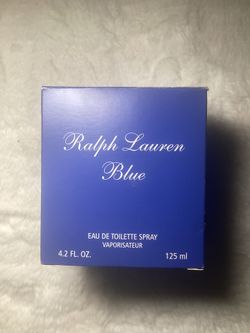 Ralph Lauren
Blue
EAU DE TOILETTE SPRAY
VAPORISATEUR
4.2 FL. OZ. 125 ml